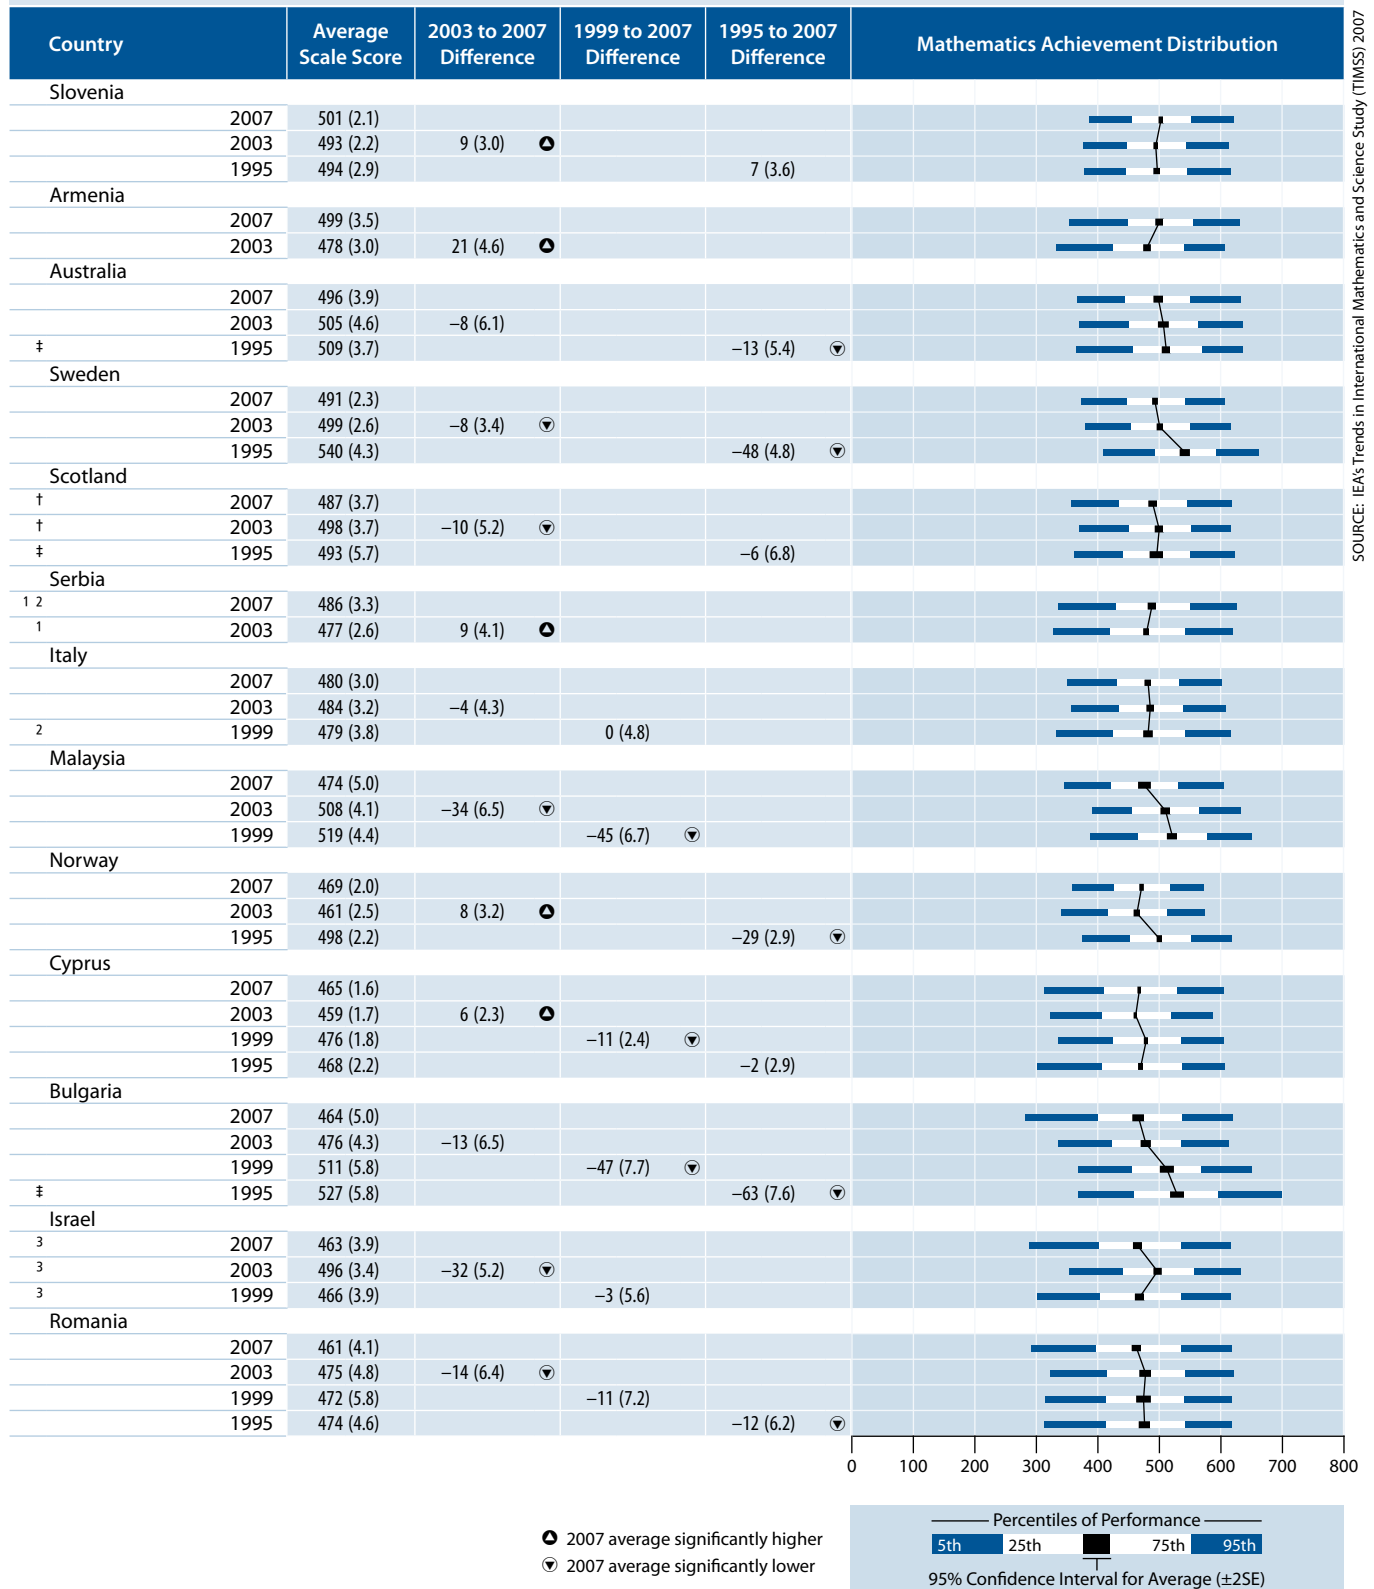 Country Average Scale Score 2003 to 2007 Difference 1999 to 2007 Difference 1995 to 2007 Difference Mathematics Achievement Distribution
Slovenia
2007 501 (2.1)
2003 493 (2.2) 9 (3.0)
1995 494 (2.9) 7 (3.6)
Armenia
2007 499 (3.5)
2003 478 (3.0) 21 (4.6)
Australia
2007 496 (3.9)
2003 505 (4.6) −8 (6.1)
‡ 1995 509 (3.7) −13 (5.4)
Sweden
2007 491 (2.3)
2003 499 (2.6) −8 (3.4)
1995 540 (4.3) −48 (4.8)
Scotland
† 2007 487 (3.7)
† 2003 498 (3.7) −10 (5.2)
‡ 1995 493 (5.7) −6 (6.8)
Serbia
1 2 2007 486 (3.3)
1 2003 477 (2.6) 9 (4.1)
Italy
2007 480 (3.0)
2003 484 (3.2) −4 (4.3)
2 1999 479 (3.8) 0 (4.8)
Malaysia
2007 474 (5.0)
2003 508 (4.1) −34 (6.5)
1999 519 (4.4) −45 (6.7)
Norway
2007 469 (2.0)
2003 461 (2.5) 8 (3.2)
1995 498 (2.2) −29 (2.9)
Cyprus
2007 465 (1.6)
2003 459 (1.7) 6 (2.3)
1999 476 (1.8) −11 (2.4)
1995 468 (2.2) −2 (2.9)
Bulgaria
2007 464 (5.0)
2003 476 (4.3) −13 (6.5)
1999 511 (5.8) −47 (7.7)
‡ 1995 527 (5.8) −63 (7.6)
Israel
3 2007 463 (3.9)
3 2003 496 (3.4) −32 (5.2)
3 1999 466 (3.9) −3 (5.6)
Romania
2007 461 (4.1)
2003 475 (4.8) −14 (6.4)
1999 472 (5.8) −11 (7.2)
1995 474 (4.6) −12 (6.2)
0 100 200 300 400 500 600 700 800
2007 average significantly higher
2007 average significantly lower
Percentiles of Performance
5th 25th 75th 95th
95% Confidence Interval for Average (±2SE)
SOURCE: IEA's Trends in International Mathematics and Science Study (TIMSS) 2007